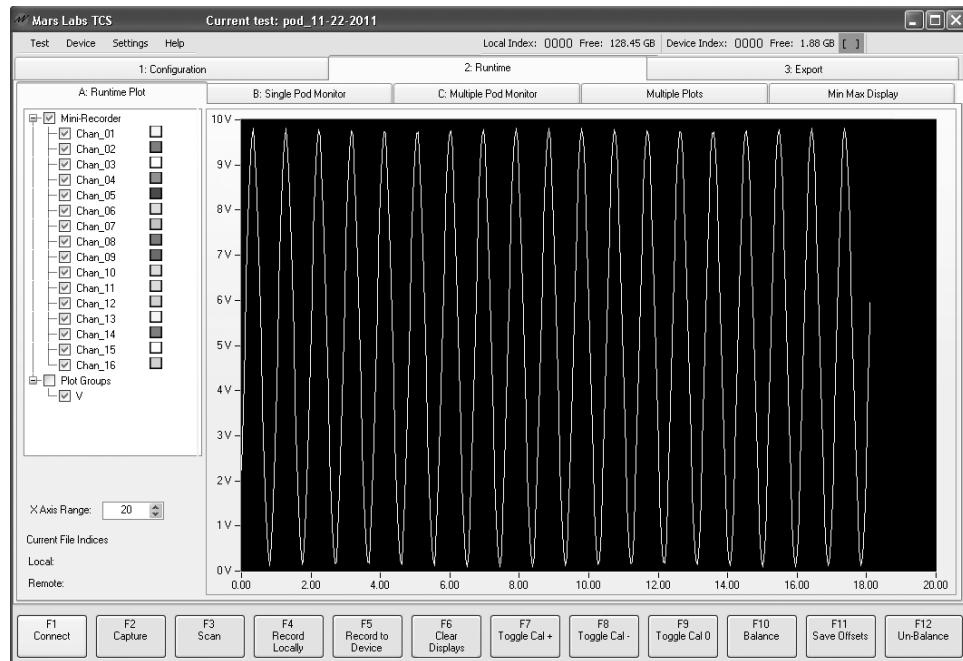 Mars Labs TCS Current test: pod_11-22-2011
Test Device Settings Help Local Index: 0000 Free: 128.45 GB Device Index: 0000 Free: 1.88 GB [ ]
1: Configuration 2: Runtime 3: Export
A: Runtime Plot B: Single Pod Monitor C: Multiple Pod Monitor Multiple Plots Min Max Display
Mini-Recorder
Chan_01
Chan_02
Chan_03
Chan_04
Chan_05
Chan_06
Chan_07
Chan_08
Chan_09
Chan_10
Chan_11
Chan_12
Chan_13
Chan_14
Chan_15
Chan_16
Plot Groups
V
X Axis Range: 20
Current File Indices
Local:
Remote:
10 V
9 V
8 V
7 V
6 V
5 V
4 V
3 V
2 V
1 V
0 V
0.00 2.00 4.00 6.00 8.00 10.00 12.00 14.00 16.00 18.00 20.00
F1 Connect
F2 Capture
F3 Scan
F4 Record Locally
F5 Record to Device
F6 Clear Displays
F7 Toggle Cal +
F8 Toggle Cal -
F9 Toggle Cal 0
F10 Balance
F11 Save Offsets
F12 Un-Balance